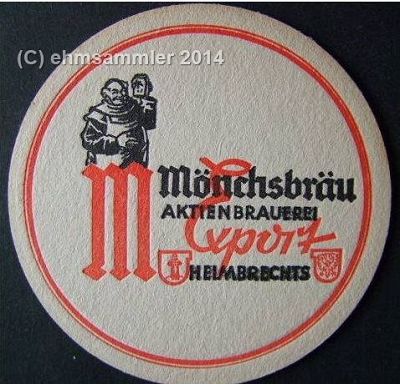 (C) ehmsammler 2014
M Mönchsbräu
AKTIENBRAUEREI
Export
HELMBRECHTS